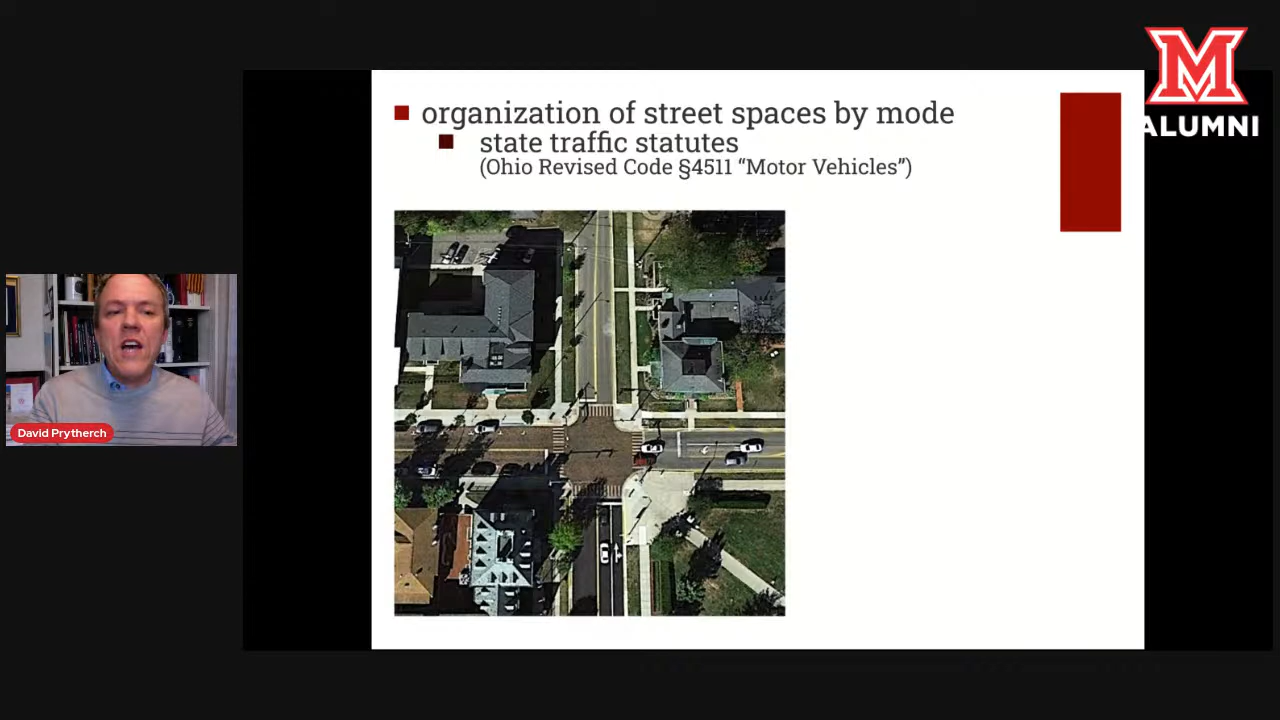 M
ALUMNI
organization of street spaces by mode
state traffic statutes
(Ohio Revised Code §4511 “Motor Vehicles”)
David Prytherch